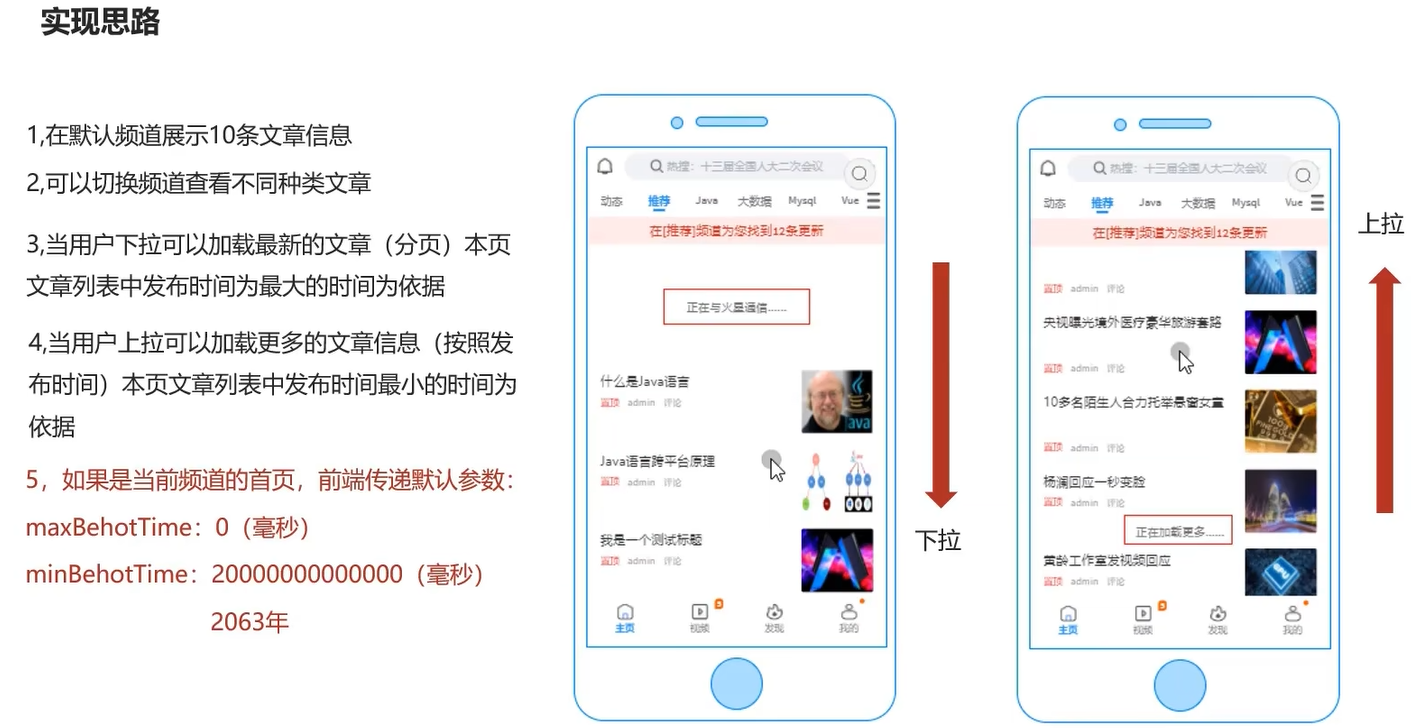 实现思路
1,在默认频道展示10条文章信息
2,可以切换频道查看不同种类文章
3,当用户下拉可以加载最新的文章（分页）本页
文章列表中发布时间为最大的时间为依据
4,当用户上拉可以加载更多的文章信息（按照发
布时间）本页文章列表中发布时间最小的时间为
依据
5，如果是当前频道的首页，前端传递默认参数：
maxBehotTime：0（毫秒）
minBehotTime：20000000000000（毫秒）
2063年
热搜：十三届全国人大二次会议
动态 推荐 Java 大数据 Mysql Vue
在[推荐]频道为您找到12条更新
正在与火星通信......
什么是Java语言
置顶 admin 评论
Java语言跨平台原理
置顶 admin 评论
我是一个测试标题
置顶 admin 评论
主页 视频 发现 我的
下拉
热搜：十三届全国人大二次会议
动态 推荐 Java 大数据 Mysql Vue
在[推荐]频道为您找到12条更新
置顶 admin 评论
央视曝光境外医疗豪华旅游套路
置顶 admin 评论
10多名陌生人合力托举悬窗女童
置顶 admin 评论
杨澜回应一秒变脸
置顶 admin 评论
正在加载更多......
黄龄工作室发视频回应
置顶 admin 评论
主页 视频 发现 我的
上拉